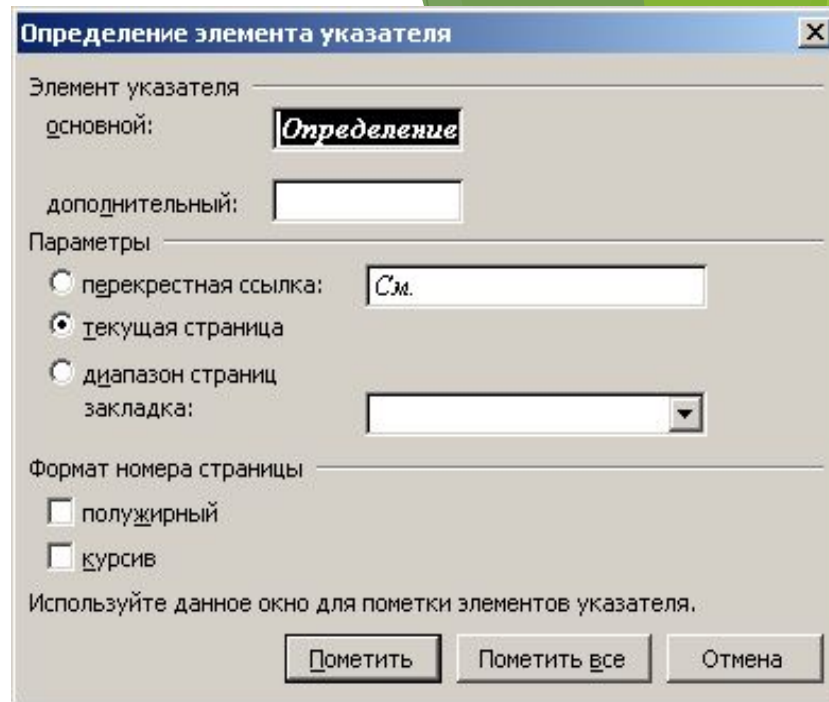 Определение элемента указателя
Элемент указателя
основной: Определение
дополнительный:
Параметры
перекрестная ссылка: См.
текущая страница
диапазон страниц
закладка:
Формат номера страницы
полужирный
курсив
Используйте данное окно для пометки элементов указателя.
Пометить Пометить все Отмена